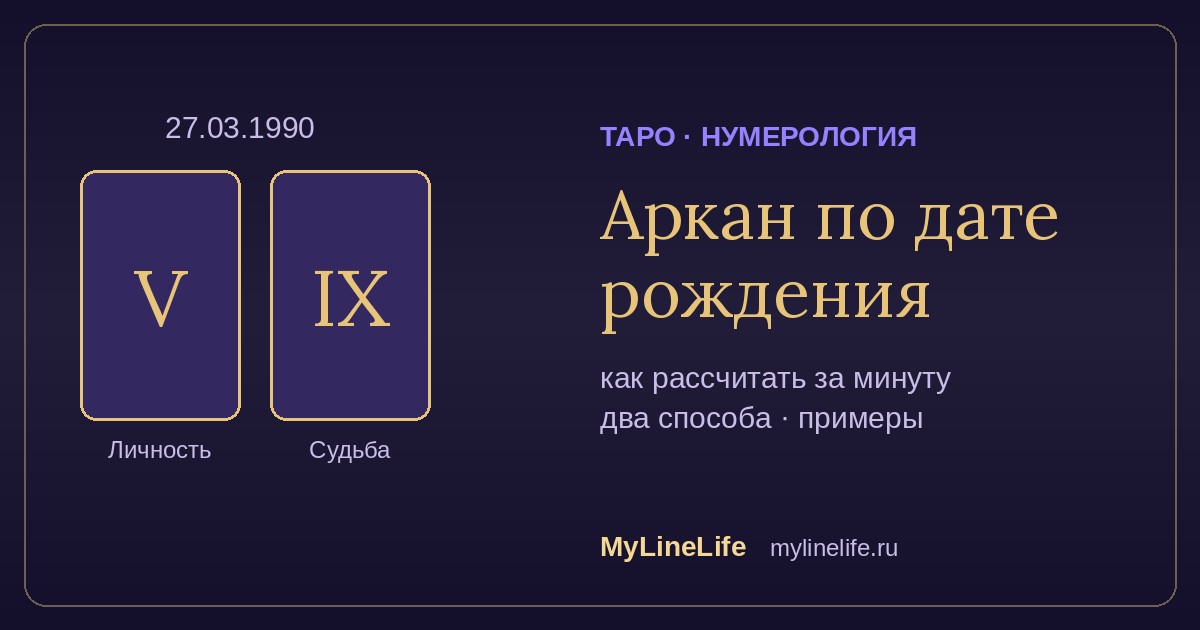 27.03.1990
V
IX
Личность
Судьба
ТАРО · НУМЕРОЛОГИЯ
Аркан по дате
рождения
как рассчитать за минуту
два способа · примеры
MyLineLife mylinelife.ru